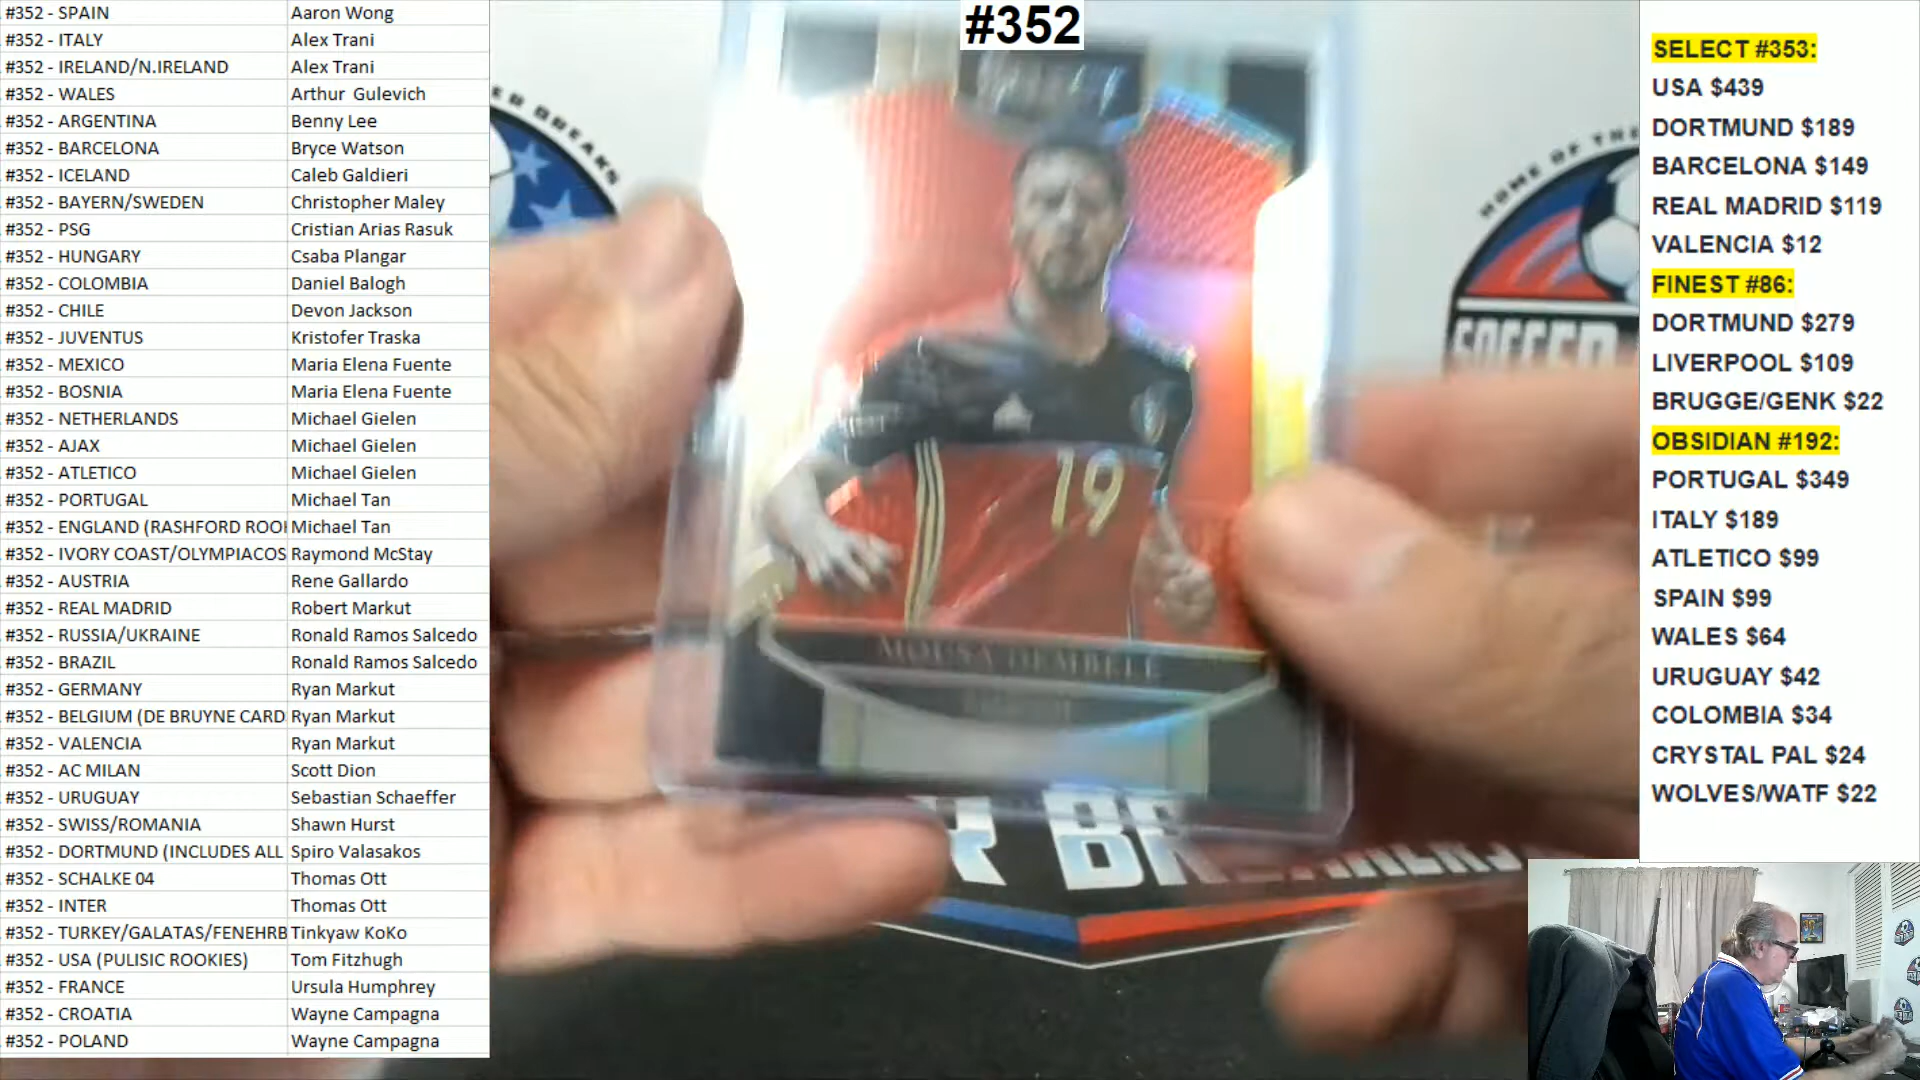 #352 - SPAIN Aaron Wong
#352 - ITALY Alex Trani
#352 - IRELAND/N.IRELAND Alex Trani
#352 - WALES Arthur Gulevich
#352 - ARGENTINA Benny Lee
#352 - BARCELONA Bryce Watson
#352 - ICELAND Caleb Galdieri
#352 - BAYERN/SWEDEN Christopher Maley
#352 - PSG Cristian Arias Rasuk
#352 - HUNGARY Csaba Plangar
#352 - COLOMBIA Daniel Balogh
#352 - CHILE Devon Jackson
#352 - JUVENTUS Kristofer Traska
#352 - MEXICO Maria Elena Fuente
#352 - BOSNIA Maria Elena Fuente
#352 - NETHERLANDS Michael Gielen
#352 - AJAX Michael Gielen
#352 - ATLETICO Michael Gielen
#352 - PORTUGAL Michael Tan
#352 - ENGLAND (RASHFORD ROO Michael Tan
#352 - IVORY COAST/OLYMPIACOS Raymond McStay
#352 - AUSTRIA Rene Gallardo
#352 - REAL MADRID Robert Markut
#352 - RUSSIA/UKRAINE Ronald Ramos Salcedo
#352 - BRAZIL Ronald Ramos Salcedo
#352 - GERMANY Ryan Markut
#352 - BELGIUM (DE BRUYNE CARD Ryan Markut
#352 - VALENCIA Ryan Markut
#352 - AC MILAN Scott Dion
#352 - URUGUAY Sebastian Schaeffer
#352 - SWISS/ROMANIA Shawn Hurst
#352 - DORTMUND (INCLUDES ALL Spiro Valasakos
#352 - SCHALKE 04 Thomas Ott
#352 - INTER Thomas Ott
#352 - TURKEY/GALATAS/FENEHRB Tinkyaw KoKo
#352 - USA (PULISIC ROOKIES) Tom Fitzhugh
#352 - FRANCE Ursula Humphrey
#352 - CROATIA Wayne Campagna
#352 - POLAND Wayne Campagna
#352
19
MOUSA DEMBELE
HOME OF THE
SOCCER
BREAKS
SELECT #353:
USA $439
DORTMUND $189
BARCELONA $149
REAL MADRID $119
VALENCIA $12
FINEST #86:
DORTMUND $279
LIVERPOOL $109
BRUGGE/GENK $22
OBSIDIAN #192:
PORTUGAL $349
ITALY $189
ATLETICO $99
SPAIN $99
WALES $64
URUGUAY $42
COLOMBIA $34
CRYSTAL PAL $24
WOLVES/WATF $22